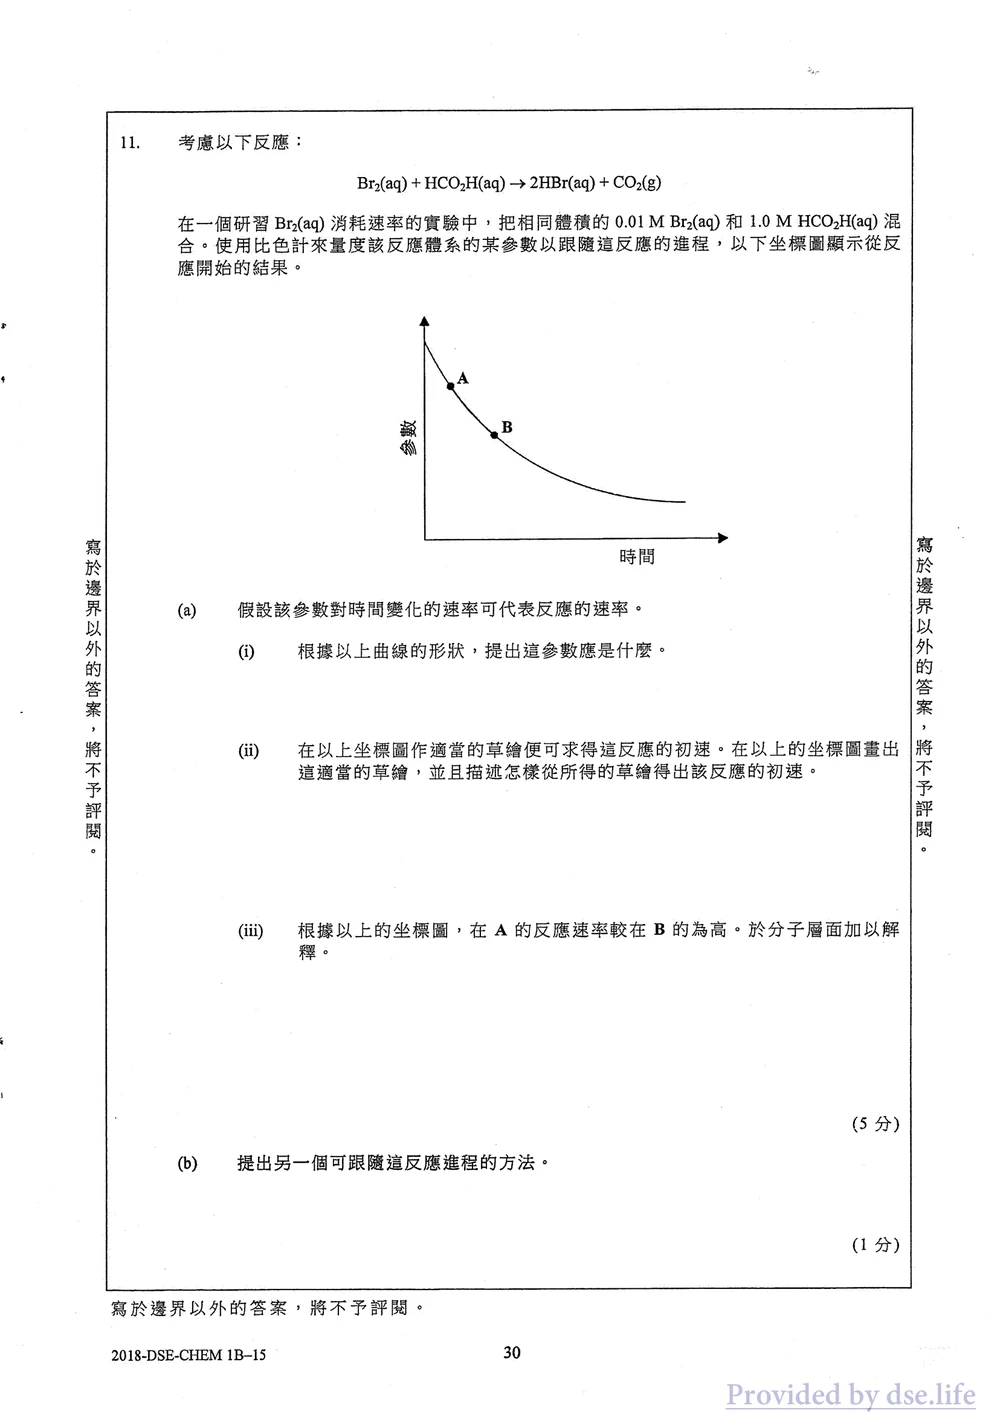 11. 考慮以下反應：
Br₂(aq) + HCO₂H(aq) → 2HBr(aq) + CO₂(g)
在一個研習 Br₂(aq) 消耗速率的實驗中，把相同體積的 0.01 M Br₂(aq) 和 1.0 M HCO₂H(aq) 混
合。使用比色計來量度該反應體系的某參數以跟隨這反應的進程，以下坐標圖顯示從反
應開始的結果。
A
B
參數
時間
(a) 假設該參數對時間變化的速率可代表反應的速率。
(i) 根據以上曲線的形狀，提出這參數應是什麼。
(ii) 在以上坐標圖作適當的草繪便可求得這反應的初速。在以上的坐標圖畫出
這適當的草繪，並且描述怎樣從所得的草繪得出該反應的初速。
(iii) 根據以上的坐標圖，在 A 的反應速率較在 B 的為高。於分子層面加以解
釋。
(5 分)
(b) 提出另一個可跟隨這反應進程的方法。
(1 分)
寫於邊界以外的答案，將不予評閱。
寫於邊界以外的答案，將不予評閱。
寫於邊界以外的答案，將不予評閱。
2018-DSE-CHEM 1B–15
30
Provided by dse.life